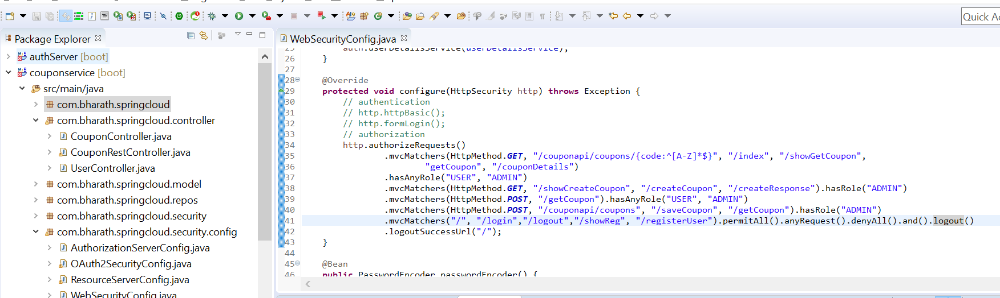 Quick Ac
Package Explorer
WebSecurityConfig.java
authServer [boot]
couponservice [boot]
src/main/java
com.bharath.springcloud
com.bharath.springcloud.controller
CouponController.java
CouponRestController.java
UserController.java
com.bharath.springcloud.model
com.bharath.springcloud.repos
com.bharath.springcloud.security
com.bharath.springcloud.security.config
AuthorizationServerConfig.java
OAuth2SecurityConfig.java
ResourceServerConfig.java
WebSecurityConfig.java
25 auth.userDetailsService(userDetailsService);
26 }
27
28 @Override
29 protected void configure(HttpSecurity http) throws Exception {
30 // authentication
31 // http.httpBasic();
32 // http.formLogin();
33 // authorization
34 http.authorizeRequests()
35 .mvcMatchers(HttpMethod.GET, "/couponapi/coupons/{code:^[A-Z]*$}", "/index", "/showGetCoupon",
36 "getCoupon", "/couponDetails")
37 .hasAnyRole("USER", "ADMIN")
38 .mvcMatchers(HttpMethod.GET, "/showCreateCoupon", "/createCoupon", "/createResponse").hasRole("ADMIN")
39 .mvcMatchers(HttpMethod.POST, "/getCoupon").hasAnyRole("USER", "ADMIN")
40 .mvcMatchers(HttpMethod.POST, "/couponapi/coupons", "/saveCoupon", "/getCoupon").hasRole("ADMIN")
41 .mvcMatchers("/", "/login","/logout","/showReg", "/registerUser").permitAll().anyRequest().denyAll().and().logout()
42 .logoutSuccessUrl("/");
43 }
44
45 @Bean
46 public PasswordEncoder passwordEncoder() {